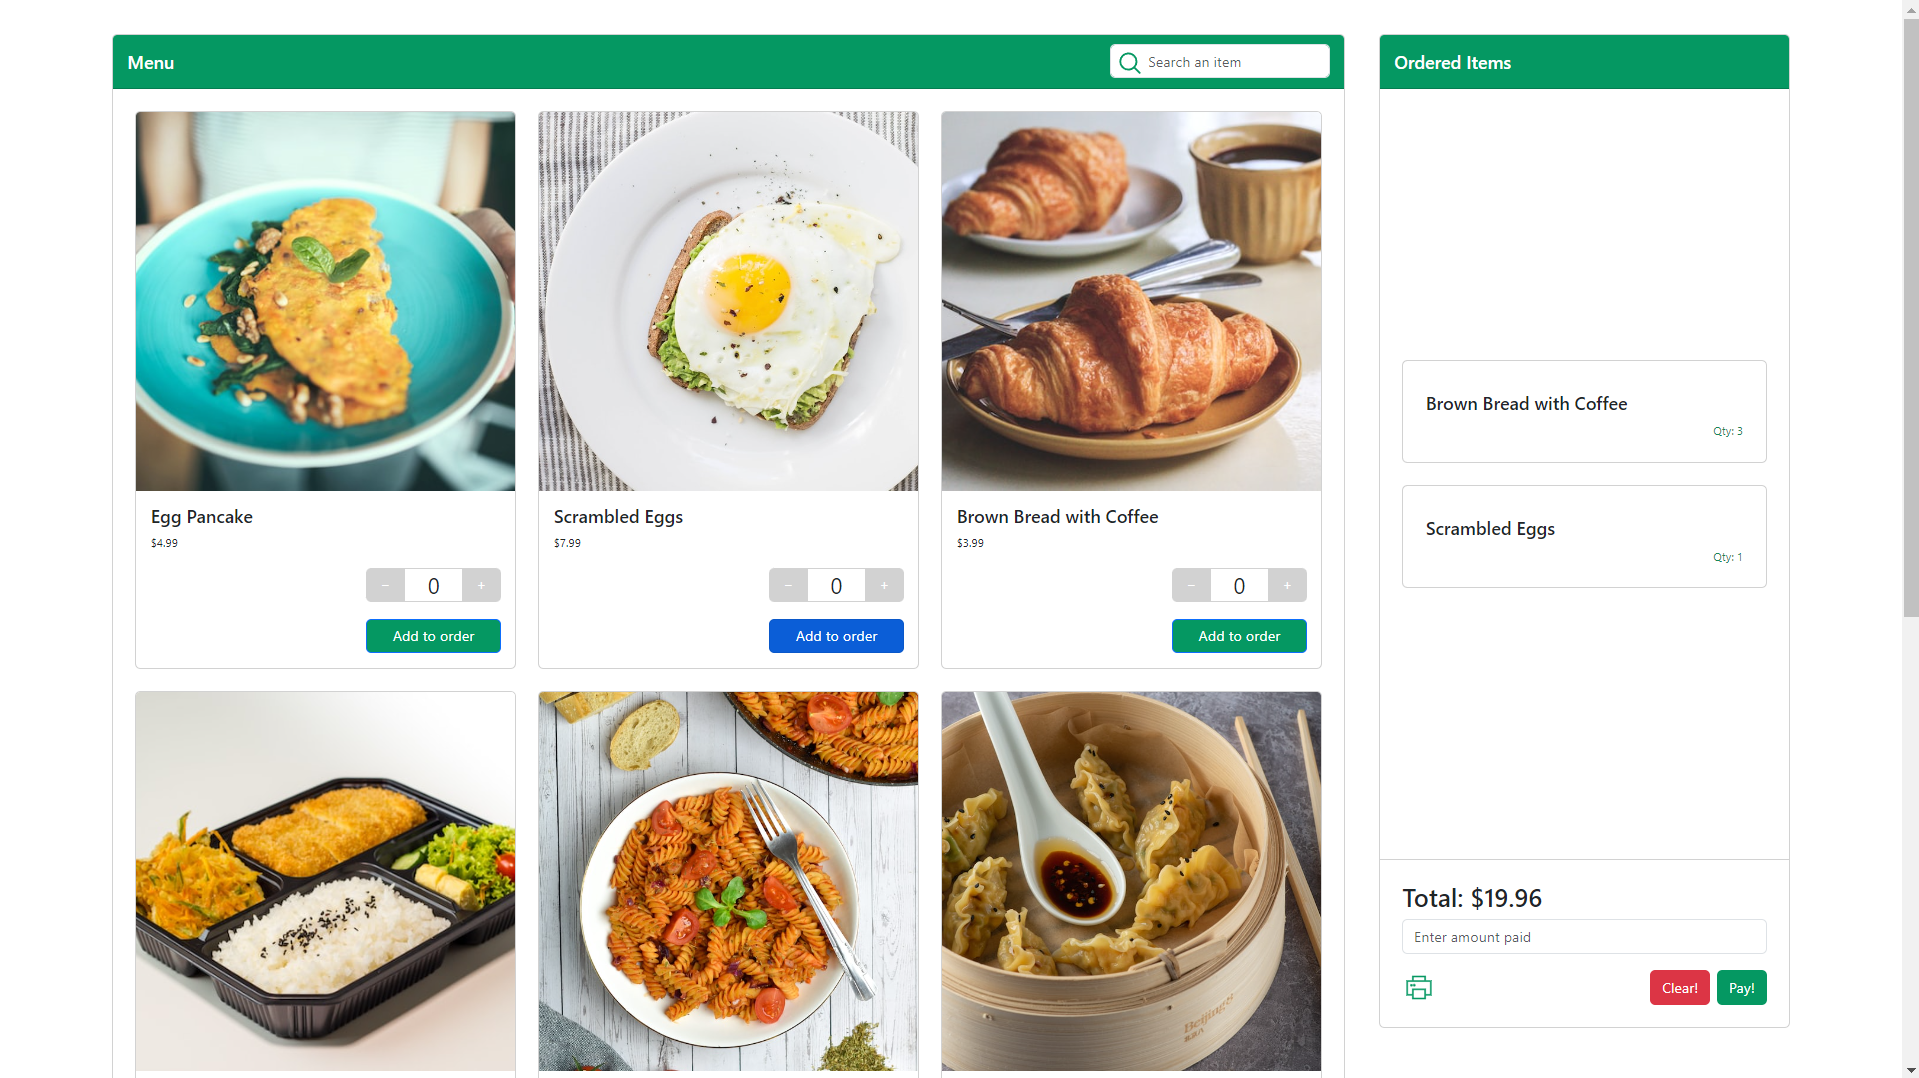 Menu
Search an item
Ordered Items
Egg Pancake
$4.99
− 0 +
Add to order
Scrambled Eggs
$7.99
− 0 +
Add to order
Brown Bread with Coffee
$3.99
− 0 +
Add to order
Brown Bread with Coffee
Qty: 3
Scrambled Eggs
Qty: 1
Total: $19.96
Enter amount paid
Clear!
Pay!